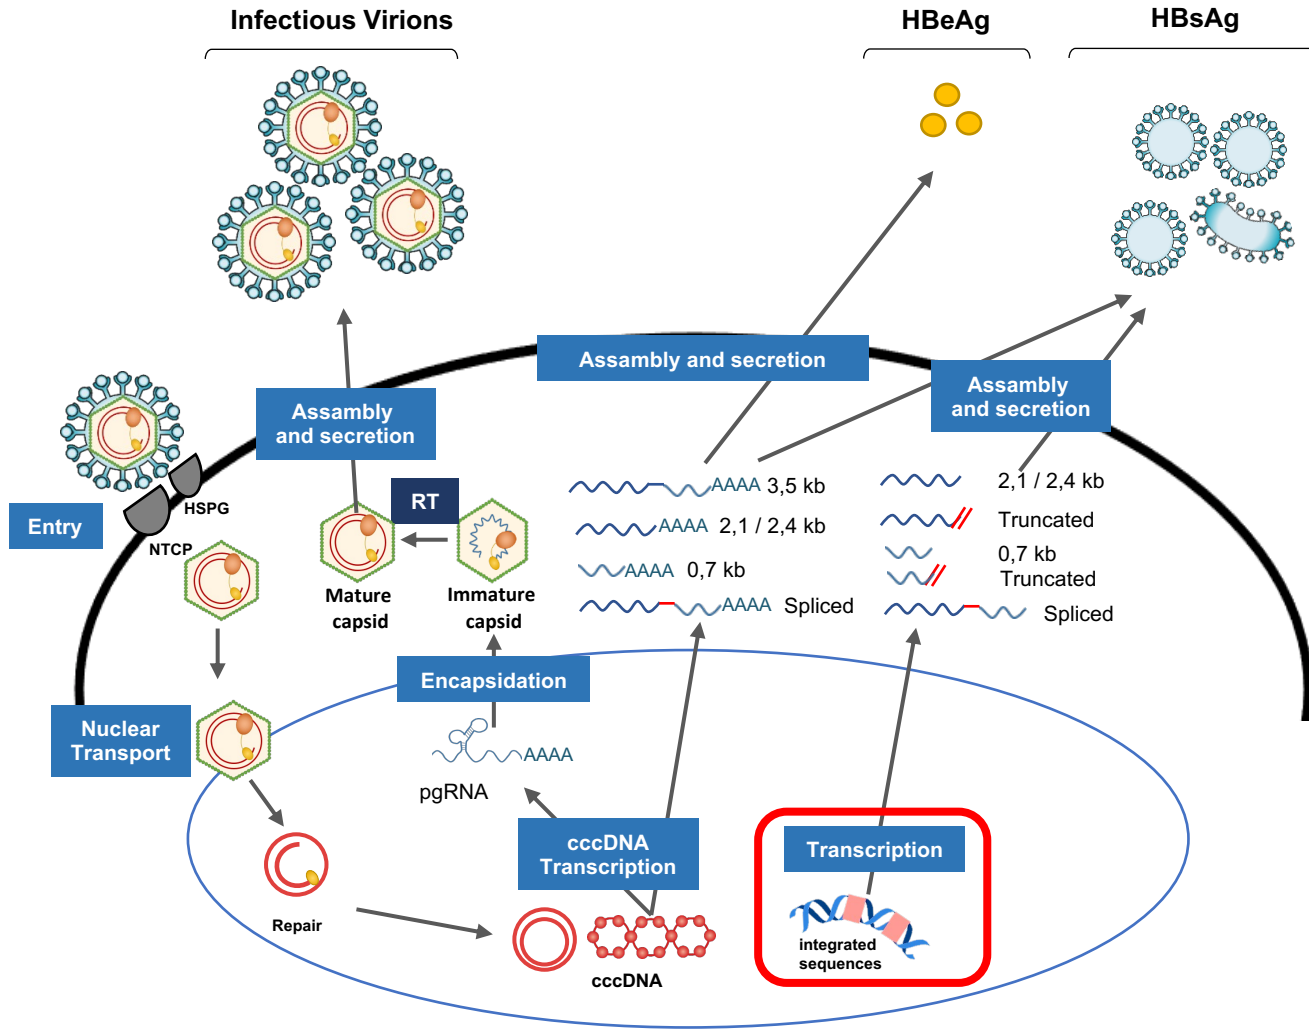 Infectious Virions
HBeAg
HBsAg
Assambly and secretion
Assambly
and secretion
Assambly
and secretion
Entry
HSPG
NTCP
RT
Mature
capsid
Immature
capsid
AAAA 3,5 kb
AAAA 2,1 / 2,4 kb
AAAA 0,7 kb
AAAA Spliced
2,1 / 2,4 kb
Truncated
0,7 kb
Truncated
Spliced
Encapsidation
Nuclear
Transport
AAAA
pgRNA
cccDNA
Transcription
Transcription
Repair
cccDNA
integrated
sequences